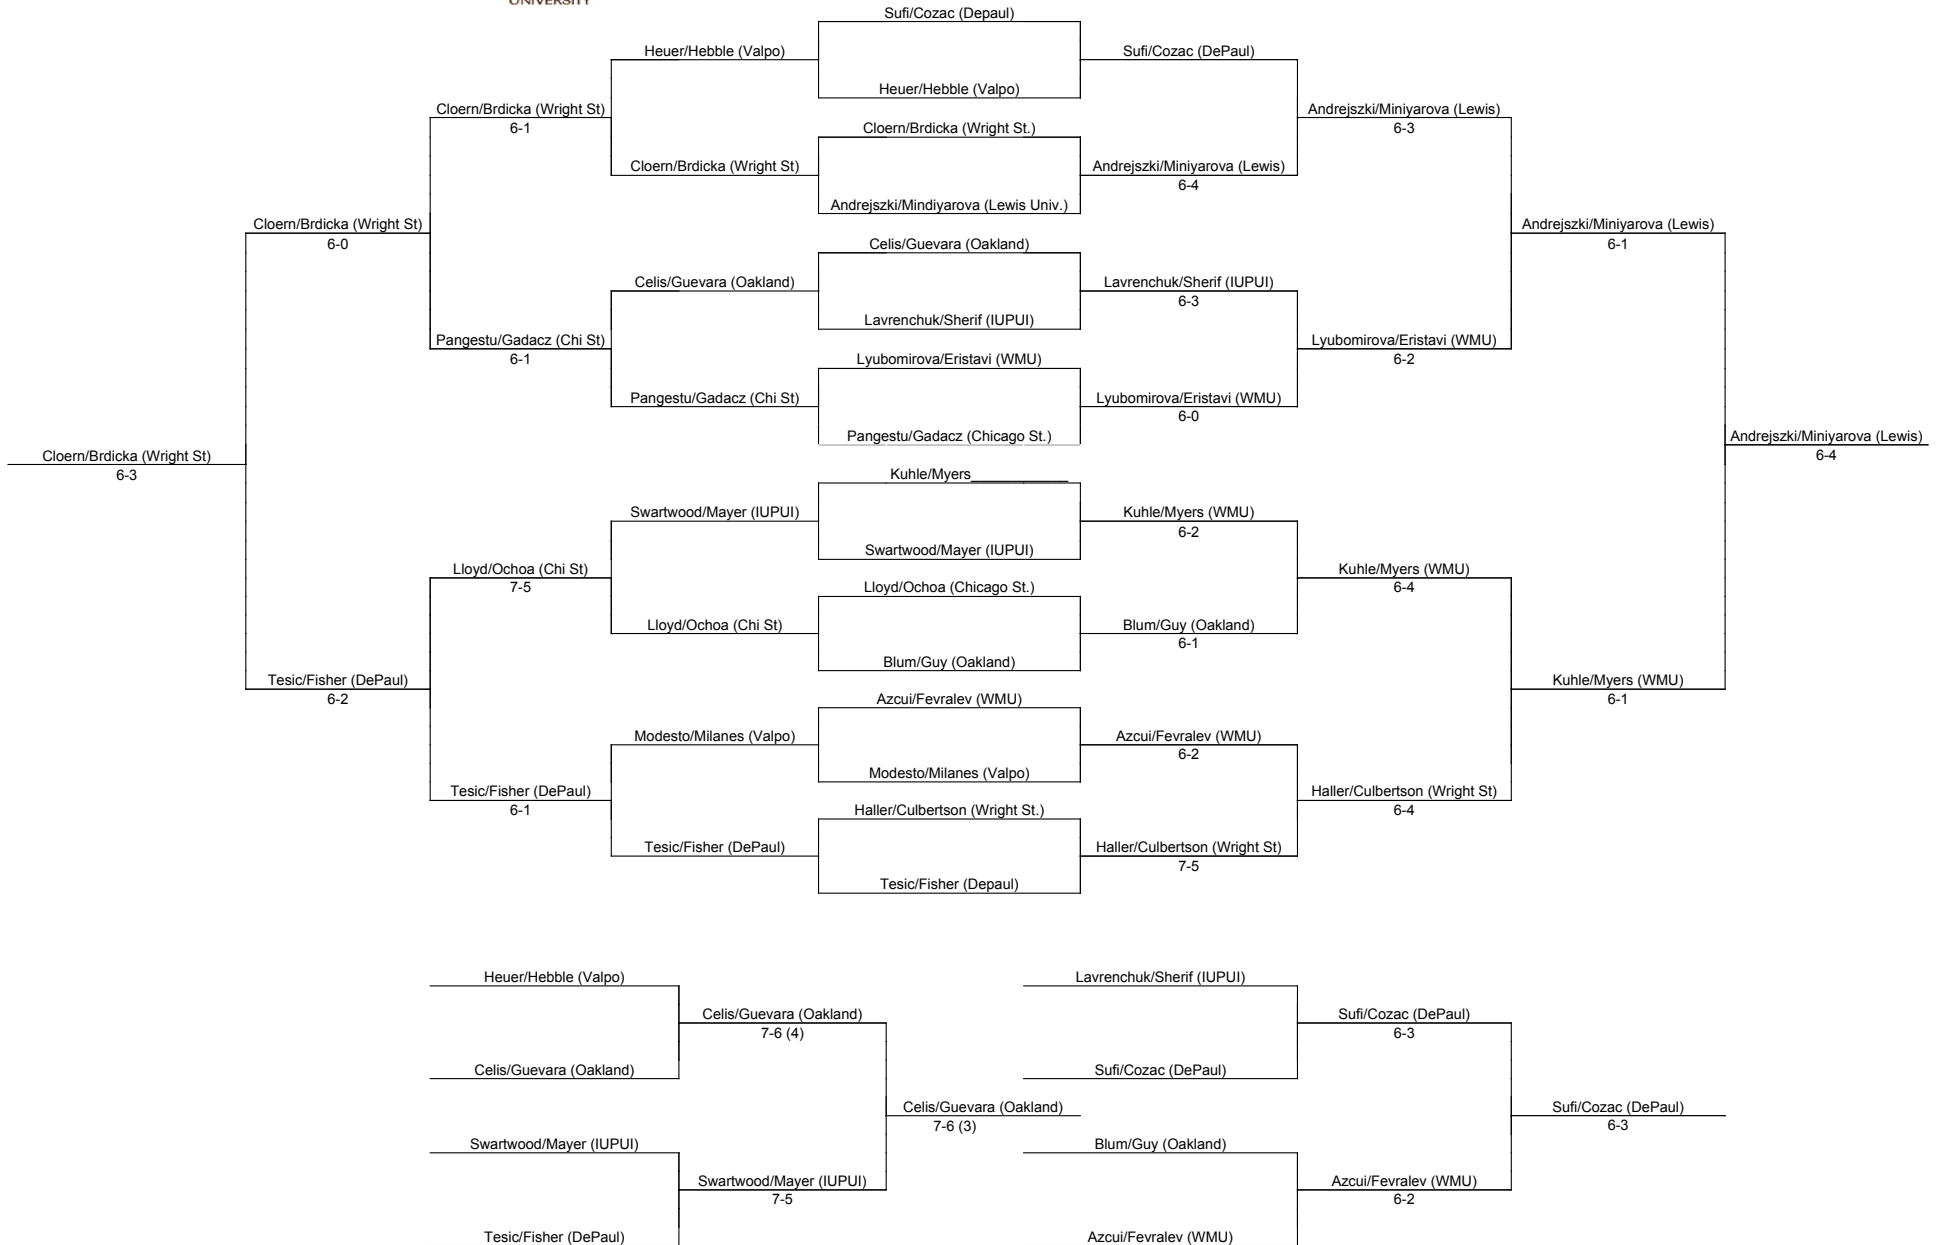 UNIVERSITY
Sufi/Cozac (Depaul)
Heuer/Hebble (Valpo)
Sufi/Cozac (DePaul)
Heuer/Hebble (Valpo)
Cloern/Brdicka (Wright St)
6-1
Andrejszki/Miniyarova (Lewis)
6-3
Cloern/Brdicka (Wright St.)
Cloern/Brdicka (Wright St)
Andrejszki/Miniyarova (Lewis)
6-4
Andrejszki/Mindiyarova (Lewis Univ.)
Cloern/Brdicka (Wright St)
6-0
Andrejszki/Miniyarova (Lewis)
6-1
Celis/Guevara (Oakland)
Celis/Guevara (Oakland)
Lavrenchuk/Sherif (IUPUI)
6-3
Lavrenchuk/Sherif (IUPUI)
Pangestu/Gadacz (Chi St)
6-1
Lyubomirova/Eristavi (WMU)
6-2
Lyubomirova/Eristavi (WMU)
Pangestu/Gadacz (Chi St)
Lyubomirova/Eristavi (WMU)
6-0
Pangestu/Gadacz (Chicago St.)
Cloern/Brdicka (Wright St)
6-3
Andrejszki/Miniyarova (Lewis)
6-4
Kuhle/Myers____________
Swartwood/Mayer (IUPUI)
Kuhle/Myers (WMU)
6-2
Swartwood/Mayer (IUPUI)
Lloyd/Ochoa (Chi St)
7-5
Kuhle/Myers (WMU)
6-4
Lloyd/Ochoa (Chicago St.)
Lloyd/Ochoa (Chi St)
Blum/Guy (Oakland)
6-1
Blum/Guy (Oakland)
Tesic/Fisher (DePaul)
6-2
Kuhle/Myers (WMU)
6-1
Azcui/Fevralev (WMU)
Modesto/Milanes (Valpo)
Azcui/Fevralev (WMU)
6-2
Modesto/Milanes (Valpo)
Tesic/Fisher (DePaul)
6-1
Haller/Culbertson (Wright St)
6-4
Haller/Culbertson (Wright St.)
Tesic/Fisher (DePaul)
Haller/Culbertson (Wright St)
7-5
Tesic/Fisher (Depaul)
Heuer/Hebble (Valpo)
Celis/Guevara (Oakland)
7-6 (4)
Celis/Guevara (Oakland)
Celis/Guevara (Oakland)
7-6 (3)
Swartwood/Mayer (IUPUI)
Swartwood/Mayer (IUPUI)
7-5
Tesic/Fisher (DePaul)
Lavrenchuk/Sherif (IUPUI)
Sufi/Cozac (DePaul)
6-3
Sufi/Cozac (DePaul)
Sufi/Cozac (DePaul)
6-3
Blum/Guy (Oakland)
Azcui/Fevralev (WMU)
6-2
Azcui/Fevralev (WMU)